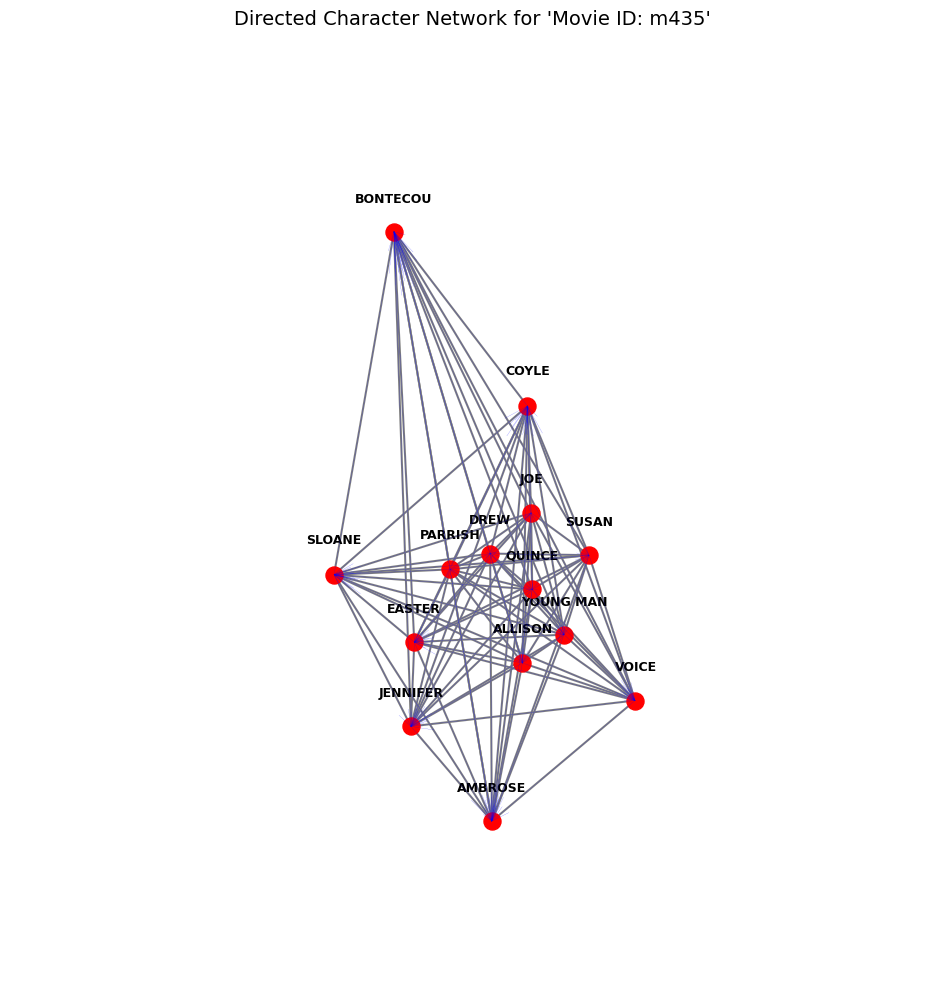 Directed Character Network for 'Movie ID: m435'
BONTECOU
COYLE
JOE
DREW
SUSAN
PARRISH
SLOANE
QUINCE
YOUNG MAN
EASTER
ALLISON
VOICE
JENNIFER
AMBROSE